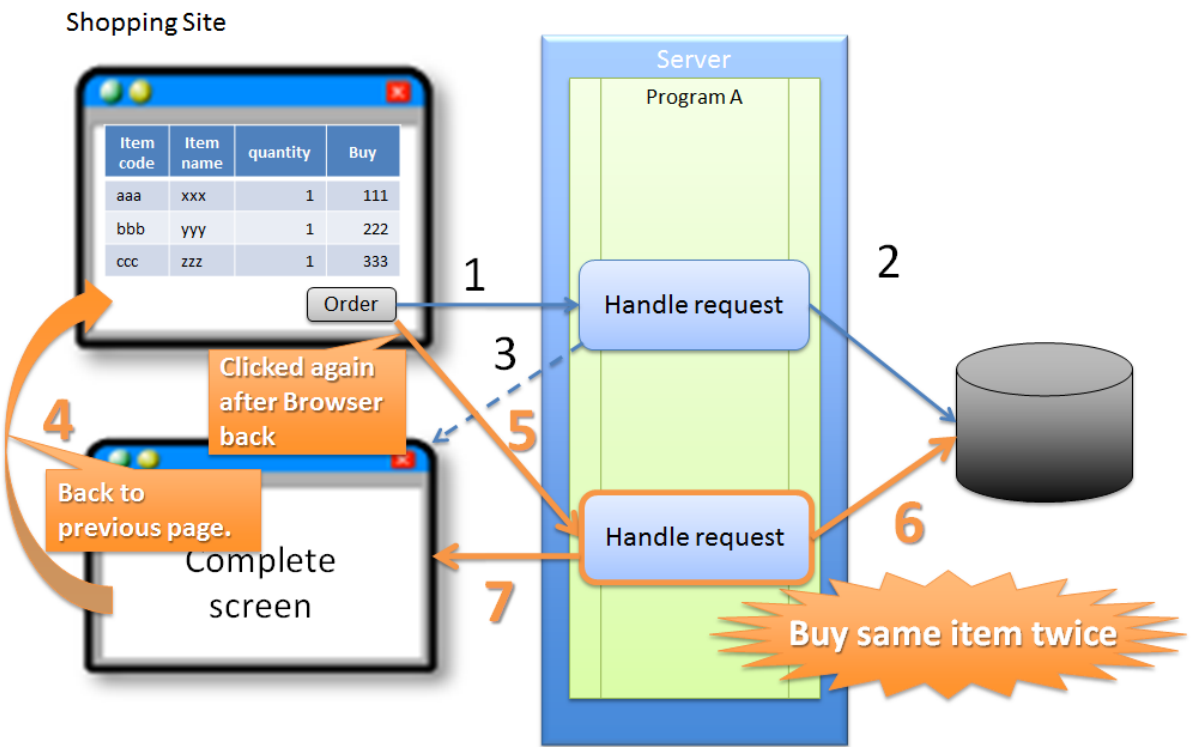 Shopping Site
Server
Program A
Item code
Item name
quantity
Buy
aaa xxx 1 111
bbb yyy 1 222
ccc zzz 1 333
Order
1
2
Handle request
3
Clicked again
after Browser
back
4
5
Back to
previous page.
Handle request
6
Complete
screen
7
Buy same item twice